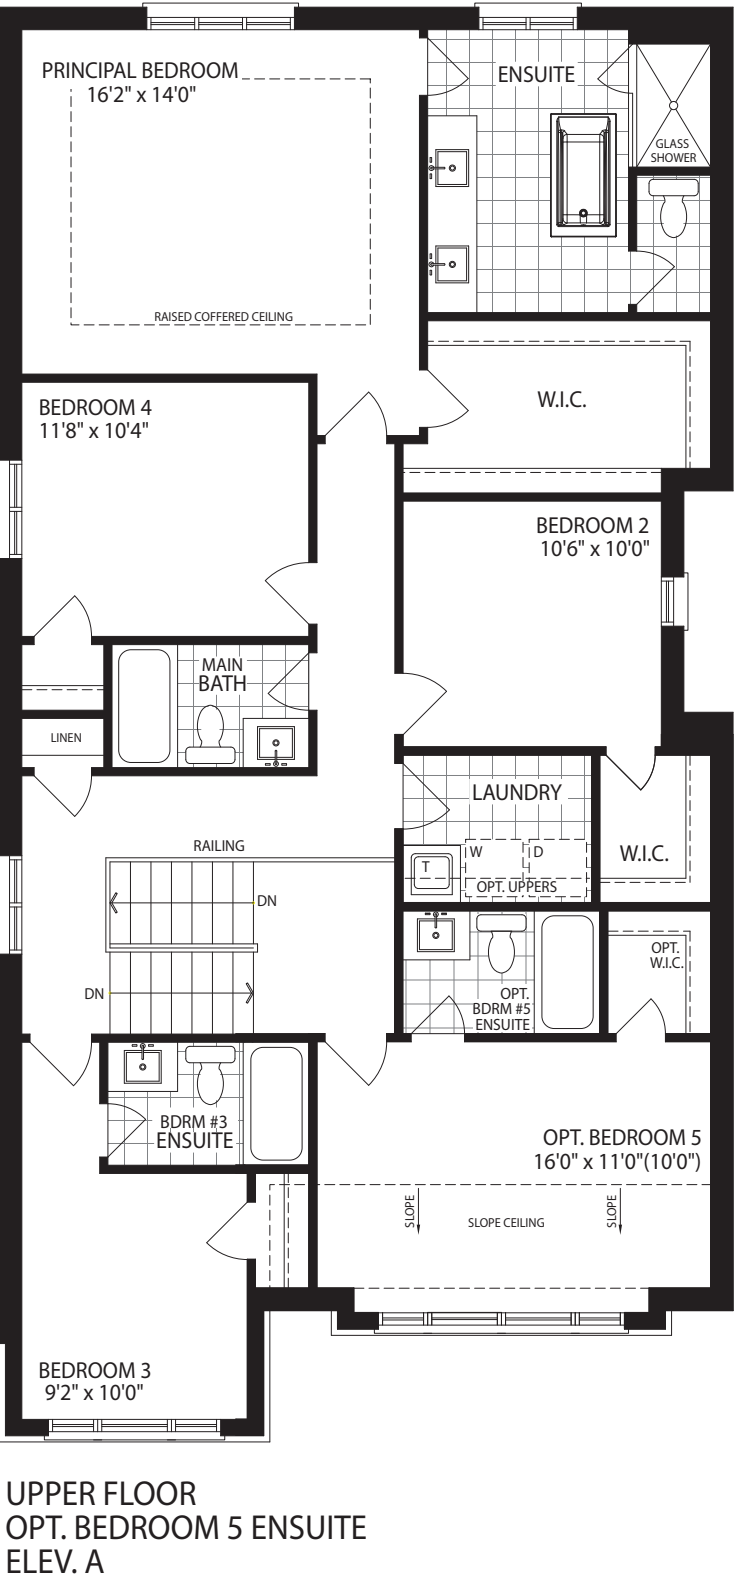 PRINCIPAL BEDROOM
16'2" x 14'0"
RAISED COFFERED CEILING
ENSUITE
GLASS
SHOWER
W.I.C.
BEDROOM 4
11'8" x 10'4"
BEDROOM 2
10'6" x 10'0"
MAIN
BATH
LINEN
LAUNDRY
W
D
T
OPT. UPPERS
W.I.C.
RAILING
DN
DN
OPT.
BDRM #5
ENSUITE
OPT.
W.I.C.
BDRM #3
ENSUITE
OPT. BEDROOM 5
16'0" x 11'0"(10'0")
SLOPE
SLOPE CEILING
SLOPE
BEDROOM 3
9'2" x 10'0"
UPPER FLOOR
OPT. BEDROOM 5 ENSUITE
ELEV. A